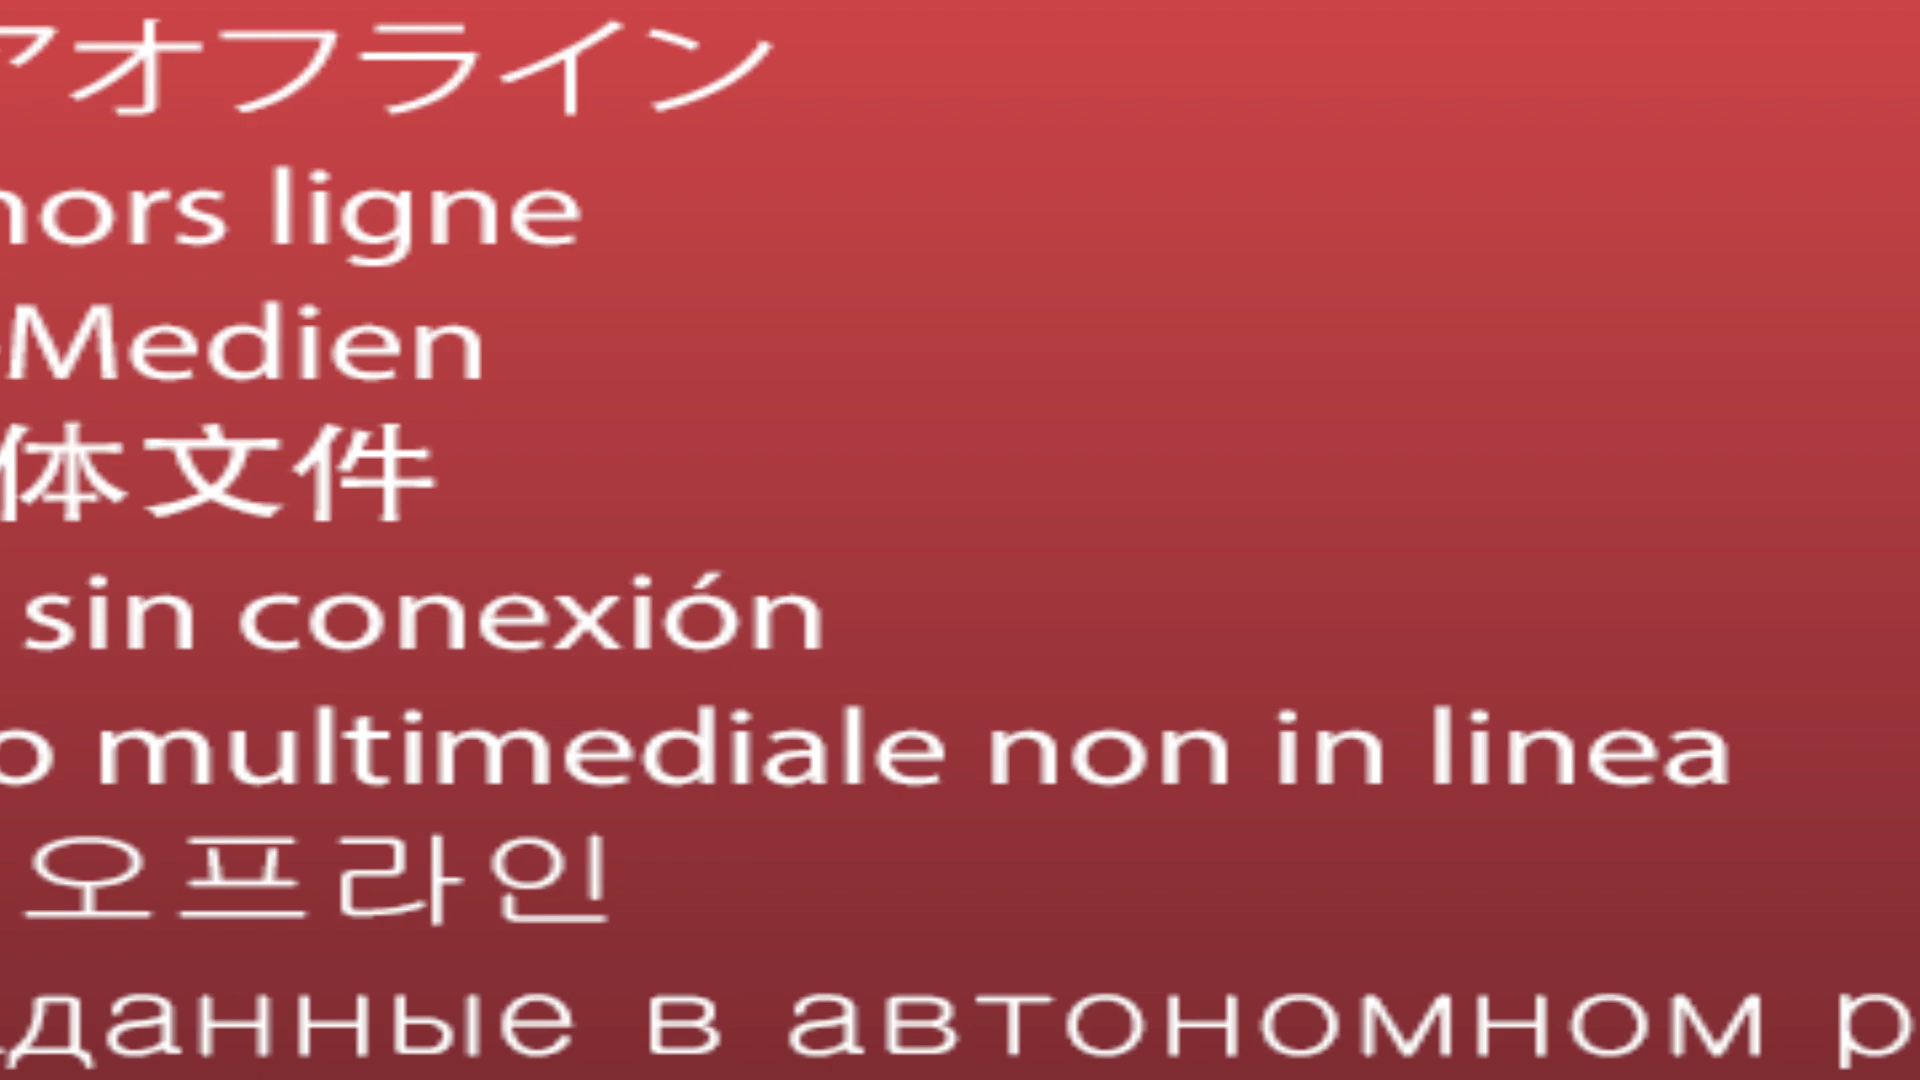 アオフライン
hors ligne
-Medien
体文件
sin conexión
o multimediale non in linea
오프라인
данные в автономном р